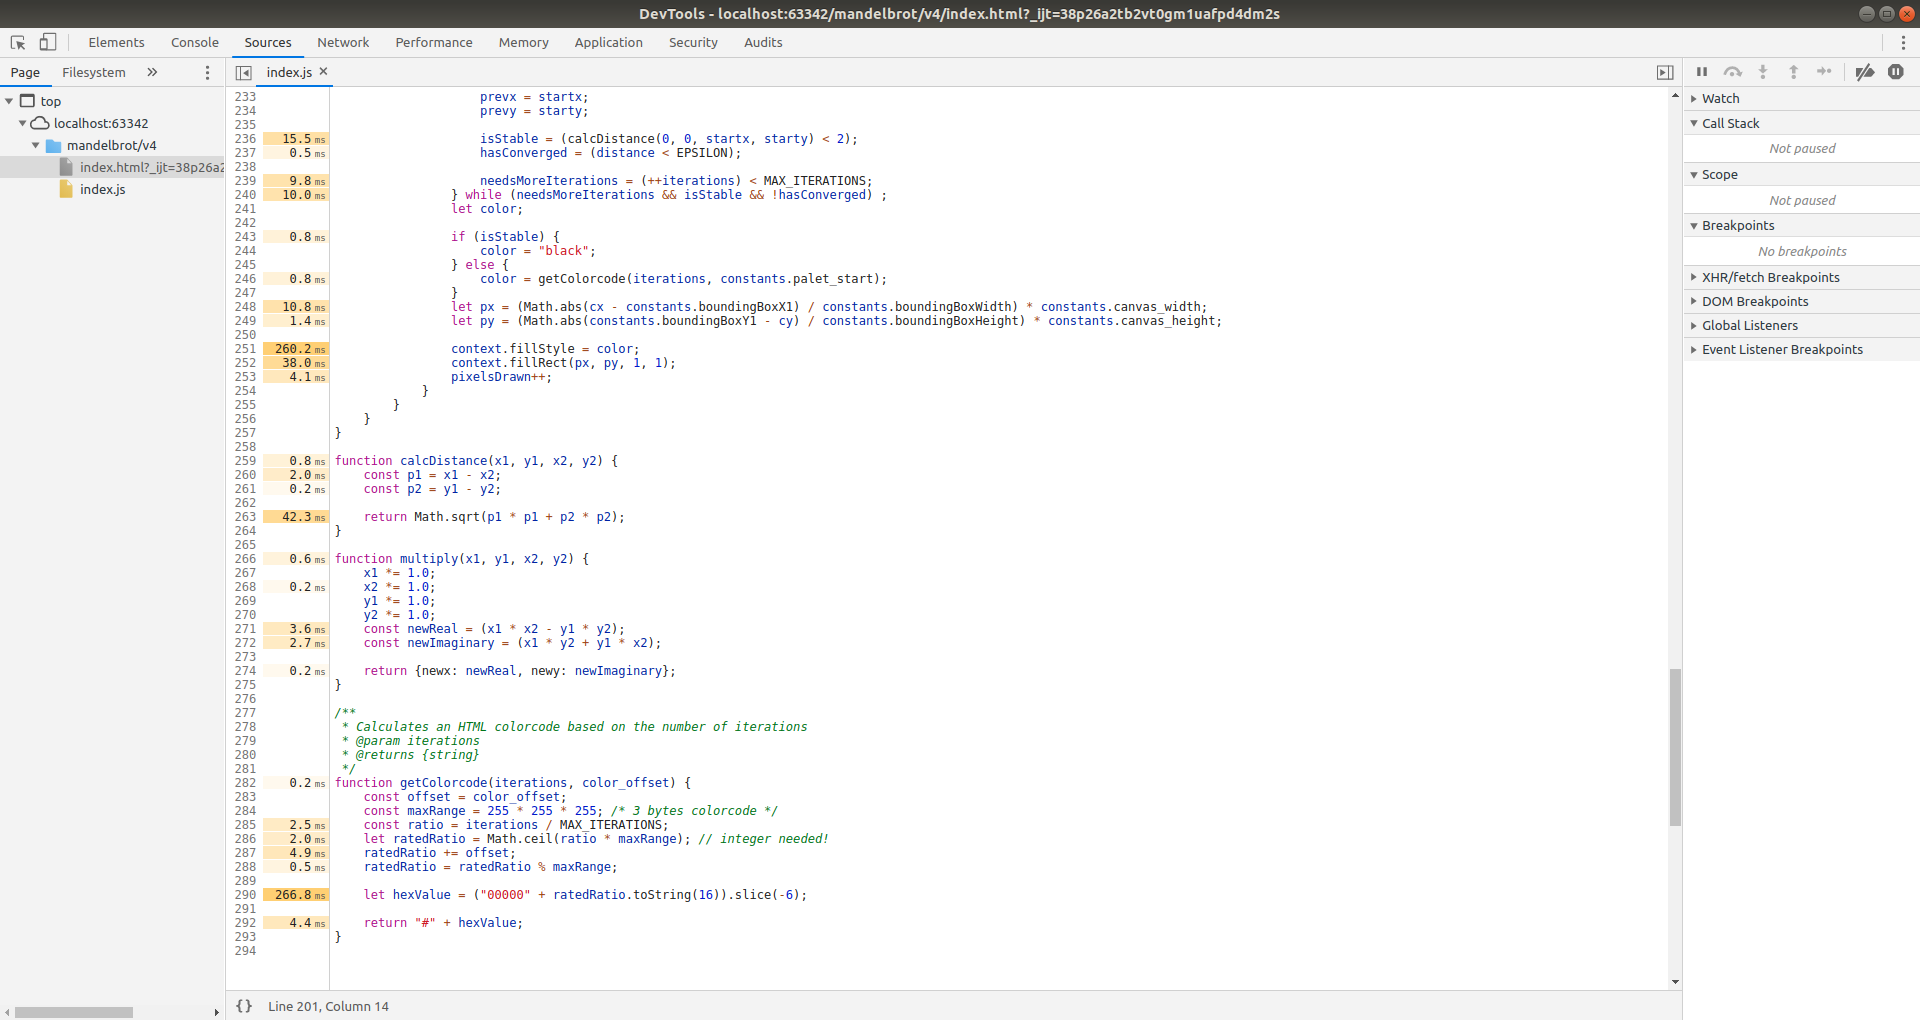 DevTools - localhost:63342/mandelbrot/v4/index.html?_ijt=38p26a2tb2vt0gm1uafpd4dm2s
Elements Console Sources Network Performance Memory Application Security Audits
Page Filesystem »
index.js ×
top
localhost:63342
mandelbrot/v4
index.html?_ijt=38p26a2
index.js
233 prevx = startx;
234 prevy = starty;
235
236 15.5 ms isStable = (calcDistance(0, 0, startx, starty) < 2);
237 0.5 ms hasConverged = (distance < EPSILON);
238
239 9.8 ms needsMoreIterations = (++iterations) < MAX_ITERATIONS;
240 10.0 ms } while (needsMoreIterations && isStable && !hasConverged) ;
241 let color;
242
243 0.8 ms if (isStable) {
244 color = "black";
245 } else {
246 0.8 ms color = getColorcode(iterations, constants.palet_start);
247 }
248 10.8 ms let px = (Math.abs(cx - constants.boundingBoxX1) / constants.boundingBoxWidth) * constants.canvas_width;
249 1.4 ms let py = (Math.abs(constants.boundingBoxY1 - cy) / constants.boundingBoxHeight) * constants.canvas_height;
250
251 260.2 ms context.fillStyle = color;
252 38.0 ms context.fillRect(px, py, 1, 1);
253 4.1 ms pixelsDrawn++;
254 }
255 }
256 }
257 }
258
259 0.8 ms function calcDistance(x1, y1, x2, y2) {
260 2.0 ms const p1 = x1 - x2;
261 0.2 ms const p2 = y1 - y2;
262
263 42.3 ms return Math.sqrt(p1 * p1 + p2 * p2);
264 }
265
266 0.6 ms function multiply(x1, y1, x2, y2) {
267 x1 *= 1.0;
268 0.2 ms x2 *= 1.0;
269 y1 *= 1.0;
270 y2 *= 1.0;
271 3.6 ms const newReal = (x1 * x2 - y1 * y2);
272 2.7 ms const newImaginary = (x1 * y2 + y1 * x2);
273
274 0.2 ms return {newx: newReal, newy: newImaginary};
275 }
276
277 /**
278 * Calculates an HTML colorcode based on the number of iterations
279 * @param iterations
280 * @returns {string}
281 */
282 0.2 ms function getColorcode(iterations, color_offset) {
283 const offset = color_offset;
284 const maxRange = 255 * 255 * 255; /* 3 bytes colorcode */
285 2.5 ms const ratio = iterations / MAX_ITERATIONS;
286 2.0 ms let ratedRatio = Math.ceil(ratio * maxRange); // integer needed!
287 4.9 ms ratedRatio += offset;
288 0.5 ms ratedRatio = ratedRatio % maxRange;
289
290 266.8 ms let hexValue = ("00000" + ratedRatio.toString(16)).slice(-6);
291
292 4.4 ms return "#" + hexValue;
293 }
294
{} Line 201, Column 14
Watch
Call Stack
Not paused
Scope
Not paused
Breakpoints
No breakpoints
XHR/fetch Breakpoints
DOM Breakpoints
Global Listeners
Event Listener Breakpoints